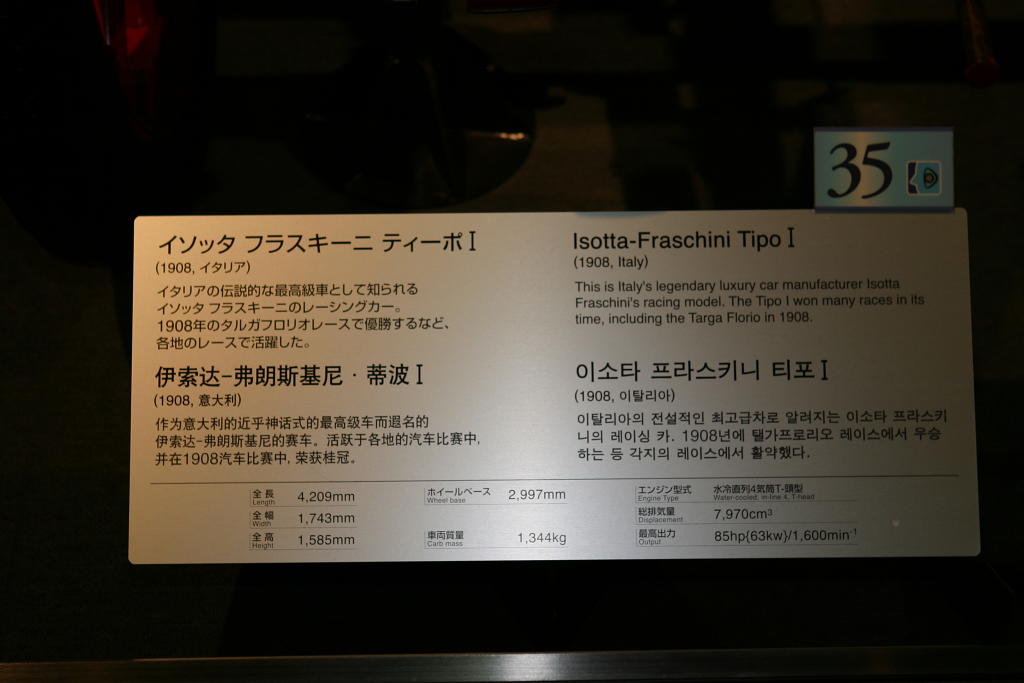 35
イソッタ フラスキーニ ティーポI
(1908, イタリア)
イタリアの伝説的な最高級車として知られる
イソッタ フラスキーニのレーシングカー。
1908年のタルガフロリオレースで優勝するなど、
各地のレースで活躍した。
Isotta-Fraschini Tipo I
(1908, Italy)
This is Italy's legendary luxury car manufacturer Isotta
Fraschini's racing model. The Tipo I won many races in its
time, including the Targa Florio in 1908.
伊索达-弗朗斯基尼・蒂波I
(1908, 意大利)
作为意大利的近乎神话式的最高级车而遐名的
伊索达-弗朗斯基尼的赛车。活跃于各地的汽车比赛中,
并在1908汽车比赛中, 荣获桂冠。
이소타 프라스키니 티포I
(1908, 이탈리아)
이탈리아의 전설적인 최고급차로 알려지는 이소타 프라스키
니의 레이싱 카. 1908년에 탤가프로리오 레이스에서 우승
하는 등 각지의 레이스에서 활약했다.
全長 4,209mm
Length
全幅 1,743mm
Width
全高 1,585mm
Height
ホイールベース 2,997mm
Wheel base
車両質量 1,344kg
Carb mass
エンジン型式 水冷直列4気筒T-頭型
Engine Type Water-cooled, in-line 4, T-head
総排気量 7,970cm³
Displacement
最高出力 85hp{63kw}/1,600min⁻¹
Output